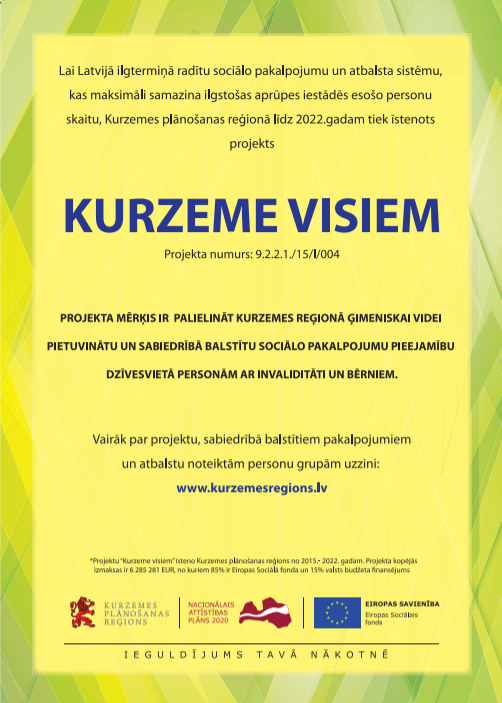 Lai Latvijā ilgtermiņā radītu sociālo pakalpojumu un atbalsta sistēmu,
kas maksimāli samazina ilgstošas aprūpes iestādēs esošo personu
skaitu, Kurzemes plānošanas reģionā līdz 2022.gadam tiek īstenots
projekts
KURZEME VISIEM
Projekta numurs: 9.2.2.1./15/I/004
PROJEKTA MĒRĶIS IR PALIELINĀT KURZEMES REĢIONĀ ĢIMENISKAI VIDEI
PIETUVINĀTU UN SABIEDRĪBĀ BALSTĪTU SOCIĀLO PAKALPOJUMU PIEEJAMĪBU
DZĪVESVIETĀ PERSONĀM AR INVALIDITĀTI UN BĒRNIEM.
Vairāk par projektu, sabiedrībā balstītiem pakalpojumiem
un atbalstu noteiktām personu grupām uzzini:
www.kurzemesregions.lv
*Projektu "Kurzeme visiem" īsteno Kurzemes plānošanas reģions no 2015.- 2022. gadam. Projekta kopējās
izmaksas ir 6 285 281 EUR, no kuriem 85% ir Eiropas Sociālā fonda un 15% valsts budžeta finansējums
KURZEMES
PLĀNOŠANAS
REĢIONS
NACIONĀLAIS
ATTĪSTĪBAS
PLĀNS 2020
EIROPAS SAVIENĪBA
Eiropas Sociālais
fonds
IEGULDĪJUMS TAVĀ NĀKOTNĒ